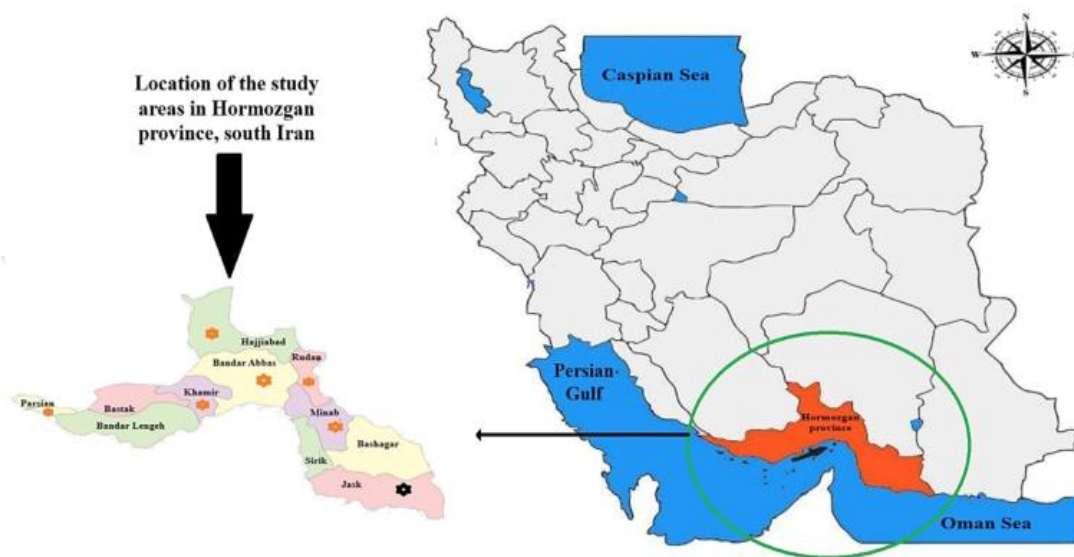 Location of the study
areas in Hormozgan
province, south Iran
Hajjiabad
Bandar Abbas
Rudan
Khamir
Parsian
Bastak
Minab
Bandar Lengeh
Bashagar
Sirik
Jask
Caspian Sea
Persian-
Gulf
Hormozgan
province
Oman Sea
N
W
S